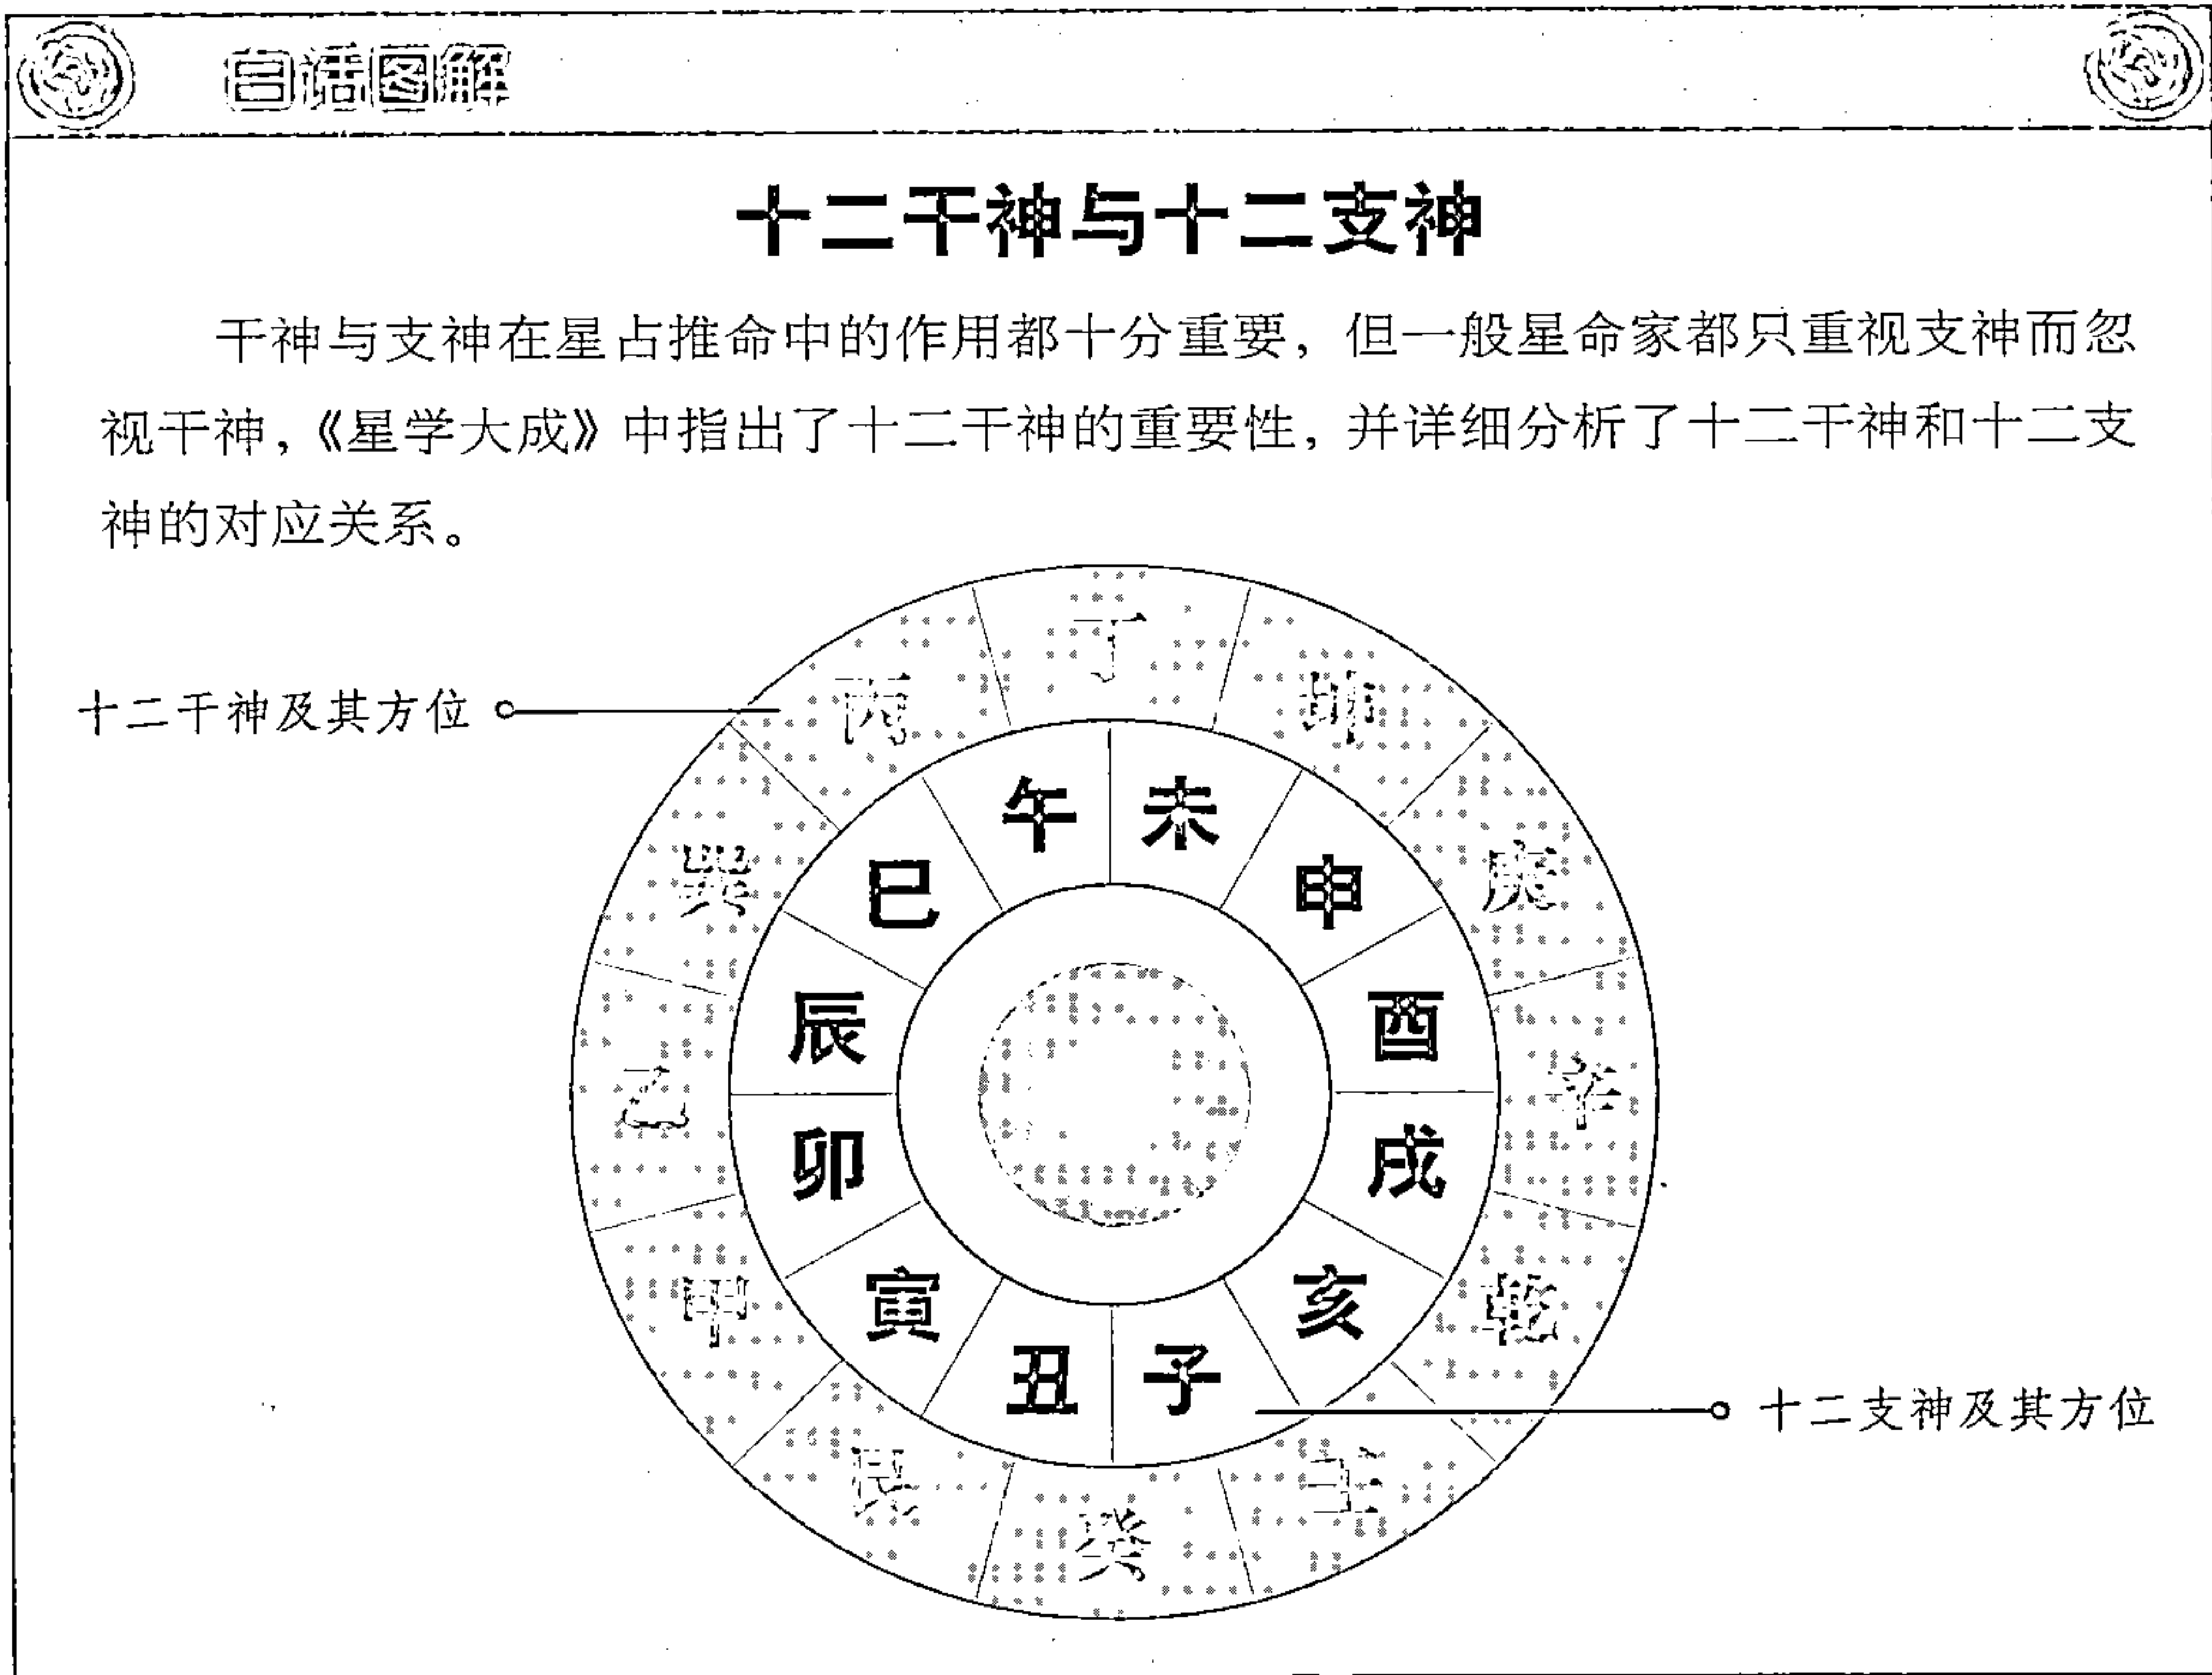 白话图解
十二干神与十二支神
干神与支神在星占推命中的作用都十分重要，但一般星命家都只重视支神而忽
视干神，《星学大成》中指出了十二干神的重要性，并详细分析了十二干神和十二支
神的对应关系。
十二干神及其方位
丁
丙
坤
巽
庚
乙
辛
甲
乾
艮
壬
癸
午
未
巳
申
辰
酉
卯
戌
寅
亥
丑
子
十二支神及其方位